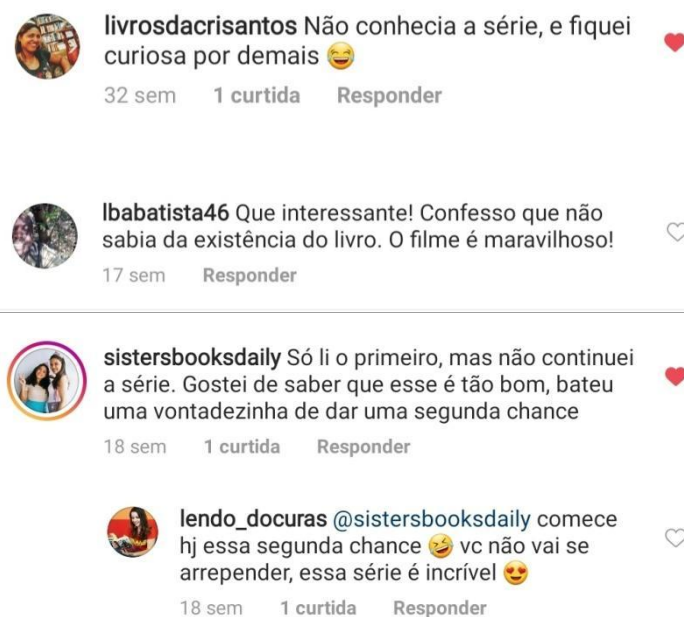 livrosdacrisantos Não conhecia a série, e fiquei
curiosa por demais 😂
32 sem 1 curtida Responder
lbabatista46 Que interessante! Confesso que não
sabia da existência do livro. O filme é maravilhoso!
17 sem Responder
sistersbooksdaily Só li o primeiro, mas não continuei
a série. Gostei de saber que esse é tão bom, bateu
uma vontadezinha de dar uma segunda chance
18 sem 1 curtida Responder
lendo_docuras @sistersbooksdaily comece
hj essa segunda chance 🤣 vc não vai se
arrepender, essa série é incrível 😍
18 sem 1 curtida Responder